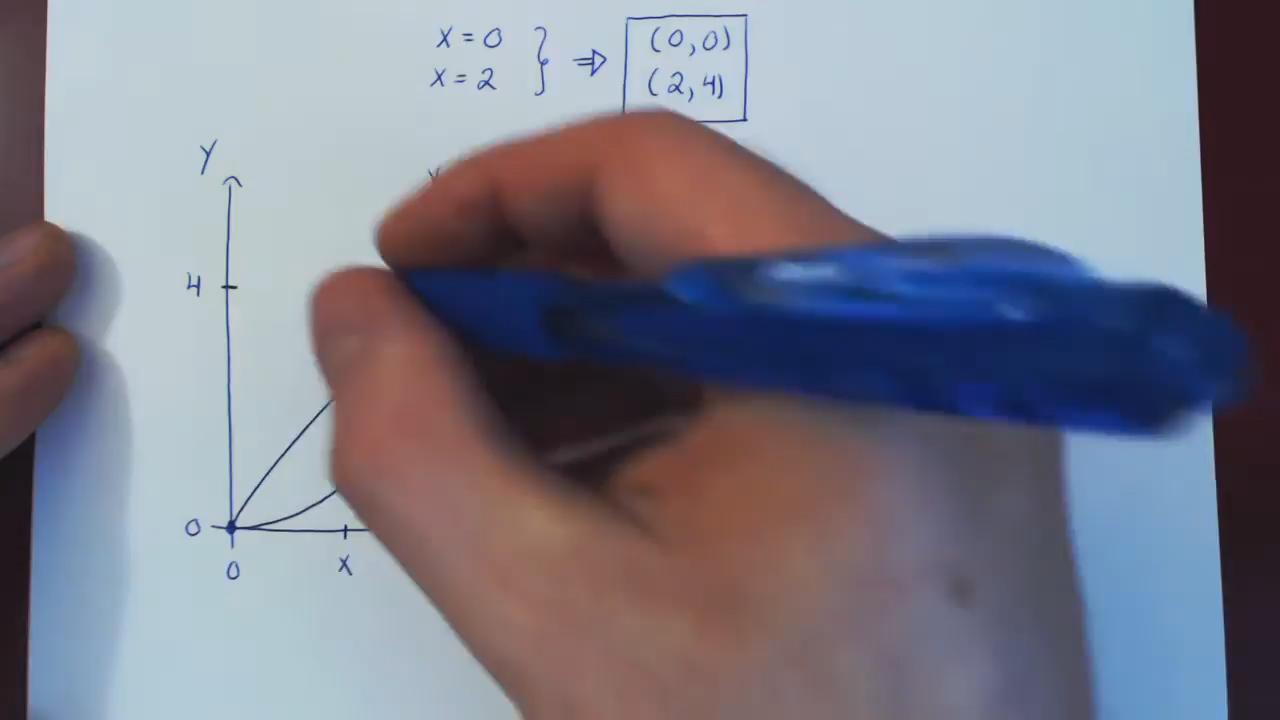 x = 0 } ⇒ (0,0)
x = 2 (2,4)
y
4
0
0 x